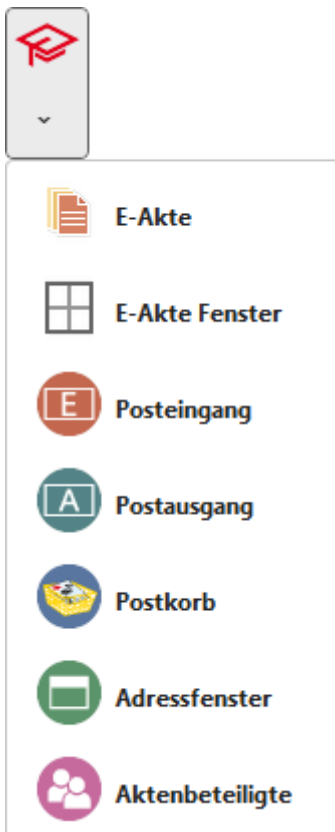 E-Akte
E-Akte Fenster
E Posteingang
A Postausgang
Postkorb
Adressfenster
Aktenbeteiligte